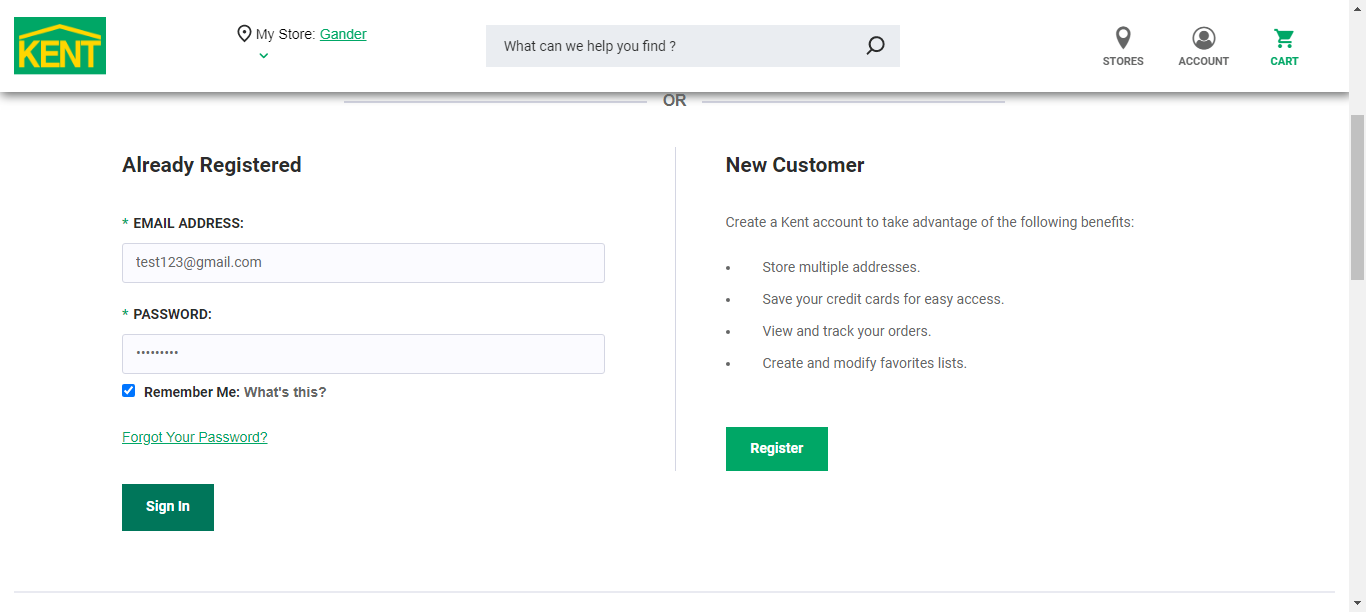 KENT
My Store: Gander
What can we help you find ?
STORES
ACCOUNT
CART
OR
Already Registered
* EMAIL ADDRESS:
test123@gmail.com
* PASSWORD:
•••••••••
Remember Me: What's this?
Forgot Your Password?
Sign In
New Customer
Create a Kent account to take advantage of the following benefits:
• Store multiple addresses.
• Save your credit cards for easy access.
• View and track your orders.
• Create and modify favorites lists.
Register